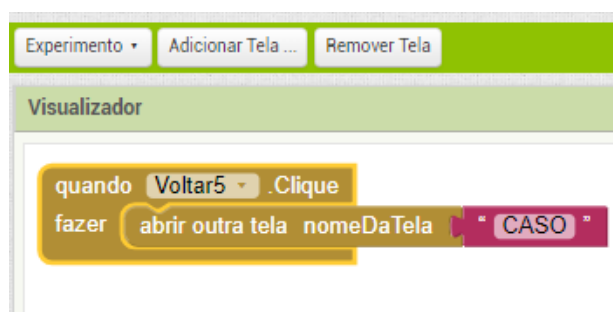 Experimento Adicionar Tela ... Remover Tela
Visualizador
quando Voltar5 .Clique
fazer abrir outra tela nomeDaTela " CASO "